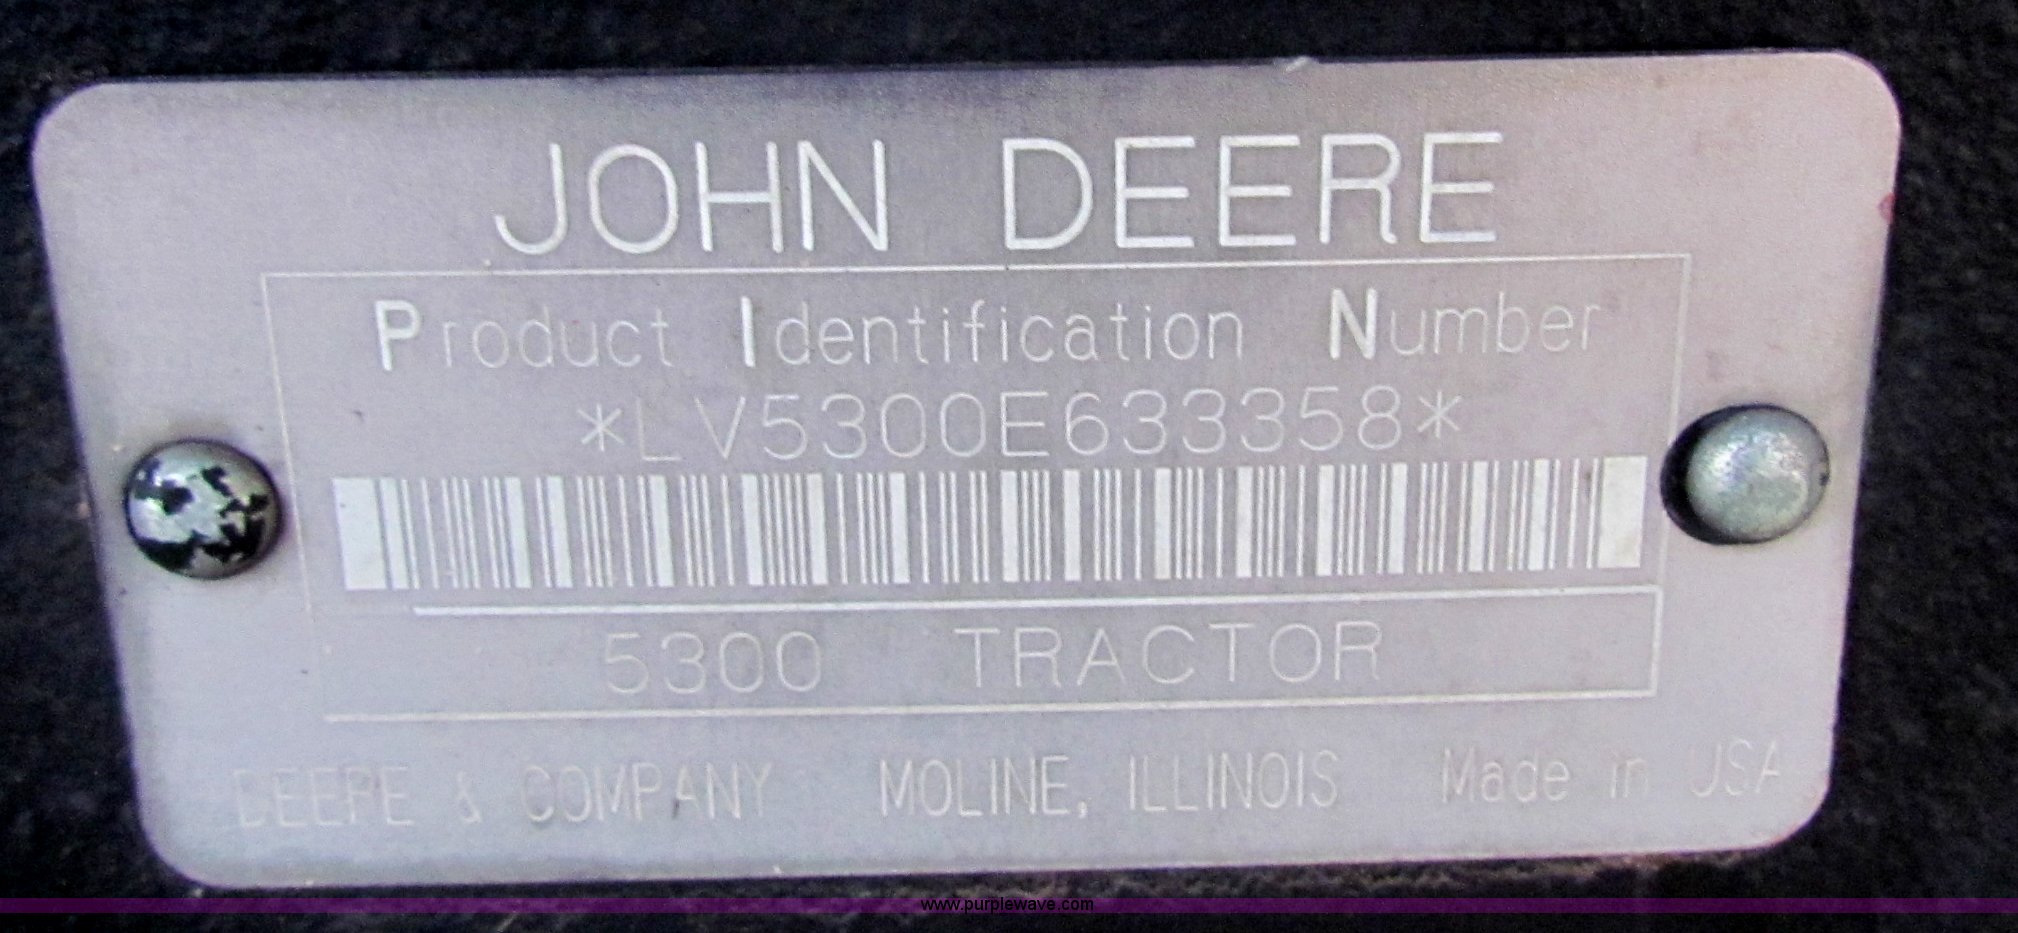 JOHN DEERE
Product Identification Number
*LV5300E633358*
5300 TRACTOR
DEERE & COMPANY MOLINE, ILLINOIS Made in USA
www.purplewave.com